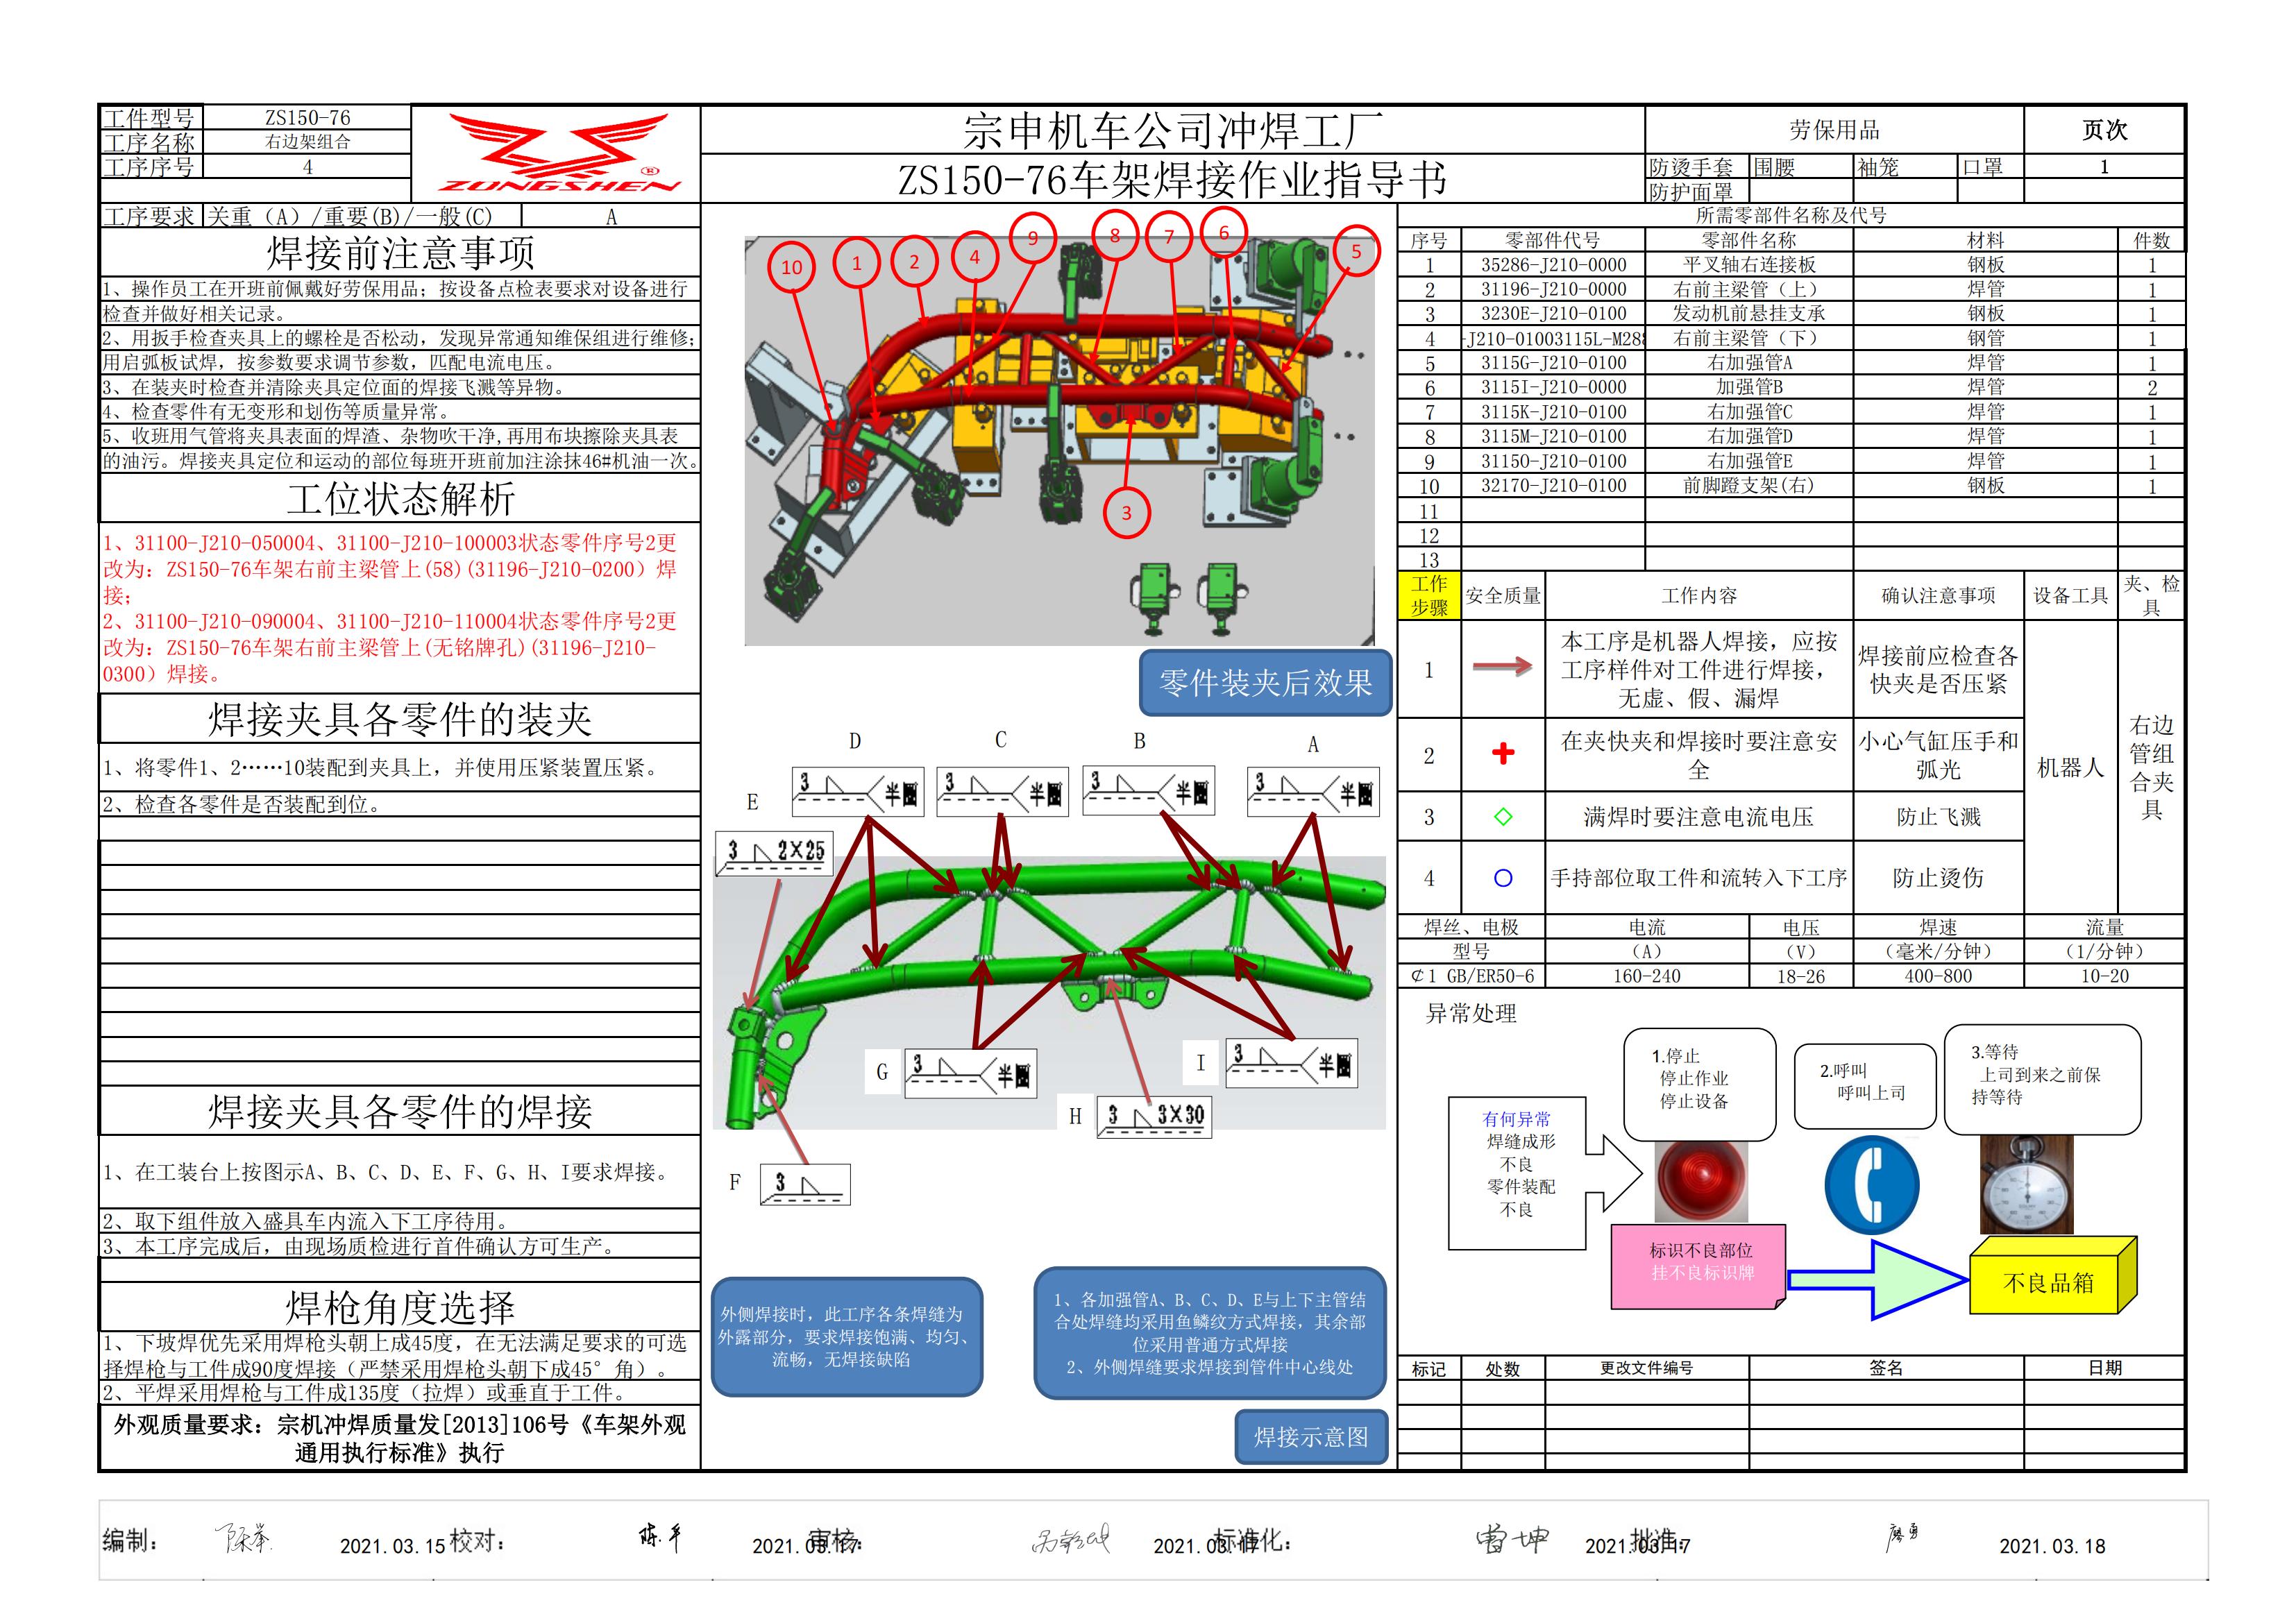 工件型号 ZS150-76
工序名称 右边架组合
工序序号 4
ZONGSHEN ®
宗申机车公司冲焊工厂
ZS150-76车架焊接作业指导书
劳保用品 页次
防烫手套 围腰 袖笼 口罩 1
防护面罩
工序要求 关重（A）/重要(B)/一般(C) A
焊接前注意事项
1、操作员工在开班前佩戴好劳保用品；按设备点检表要求对设备进行
检查并做好相关记录。
2、用扳手检查夹具上的螺栓是否松动，发现异常通知维保组进行维修；
用启弧板试焊，按参数要求调节参数，匹配电流电压。
3、在装夹时检查并清除夹具定位面的焊接飞溅等异物。
4、检查零件有无变形和划伤等质量异常。
5、收班用气管将夹具表面的焊渣、杂物吹干净,再用布块擦除夹具表
的油污。焊接夹具定位和运动的部位每班开班前加注涂抹46#机油一次。
工位状态解析
1、31100-J210-050004、31100-J210-100003状态零件序号2更
改为：ZS150-76车架右前主梁管上(58)(31196-J210-0200）焊
接；
2、31100-J210-090004、31100-J210-110004状态零件序号2更
改为：ZS150-76车架右前主梁管上(无铭牌孔)(31196-J210-
0300）焊接。
焊接夹具各零件的装夹
1、将零件1、2……10装配到夹具上，并使用压紧装置压紧。
2、检查各零件是否装配到位。
焊接夹具各零件的焊接
1、在工装台上按图示A、B、C、D、E、F、G、H、I要求焊接。
2、取下组件放入盛具车内流入下工序待用。
3、本工序完成后，由现场质检进行首件确认方可生产。
焊枪角度选择
1、下坡焊优先采用焊枪头朝上成45度，在无法满足要求的可选
择焊枪与工件成90度焊接（严禁采用焊枪头朝下成45°角）。
2、平焊采用焊枪与工件成135度（拉焊）或垂直于工件。
外观质量要求：宗机冲焊质量发[2013]106号《车架外观
通用执行标准》执行
10 1 2 4 9 8 7 6 5
3
零件装夹后效果
D C B A
3 半圈 3 半圈 3 半圈 3 半圈
E
3 2×25
G 3 半圈
I 3 半圈
H 3 3×30
F 3
外侧焊接时，此工序各条焊缝为
外露部分，要求焊接饱满、均匀、
流畅，无焊接缺陷
1、各加强管A、B、C、D、E与上下主管结
合处焊缝均采用鱼鳞纹方式焊接，其余部
位采用普通方式焊接
2、外侧焊缝要求焊接到管件中心线处
焊接示意图
所需零部件名称及代号
序号 零部件代号 零部件名称 材料 件数
1 35286-J210-0000 平叉轴右连接板 钢板 1
2 31196-J210-0000 右前主梁管（上） 焊管 1
3 3230E-J210-0100 发动机前悬挂支承 钢板 1
4 -J210-01003115L-M28 右前主梁管（下） 钢管 1
5 3115G-J210-0100 右加强管A 焊管 1
6 3115I-J210-0000 加强管B 焊管 2
7 3115K-J210-0100 右加强管C 焊管 1
8 3115M-J210-0100 右加强管D 焊管 1
9 3115O-J210-0100 右加强管E 焊管 1
10 32170-J210-0100 前脚蹬支架(右) 钢板 1
11
12
13
工作步骤 安全质量 工作内容 确认注意事项 设备工具 夹、检具
1 本工序是机器人焊接，应按
工序样件对工件进行焊接，
无虚、假、漏焊
焊接前应检查各
快夹是否压紧
2 在夹快夹和焊接时要注意安
全
小心气缸压手和
弧光
3 满焊时要注意电流电压 防止飞溅
4 手持部位取工件和流转入下工序 防止烫伤
机器人
右边
管组
合夹
具
焊丝、电极 电流 电压 焊速 流量
型号 （A） （V） （毫米/分钟） （1/分钟）
¢1 GB/ER50-6 160-240 18-26 400-800 10-20
异常处理
有何异常
焊缝成形
不良
零件装配
不良
1.停止
停止作业
停止设备
2.呼叫
呼叫上司
3.等待
上司到来之前保
持等待
标识不良部位
挂不良标识牌
不良品箱
标记 处数 更改文件编号 签名 日期
编制： 2021.03.15 校对： 2021.03.17 审核： 2021.03.17 标准化： 2021.03.17 批准： 2021.03.18